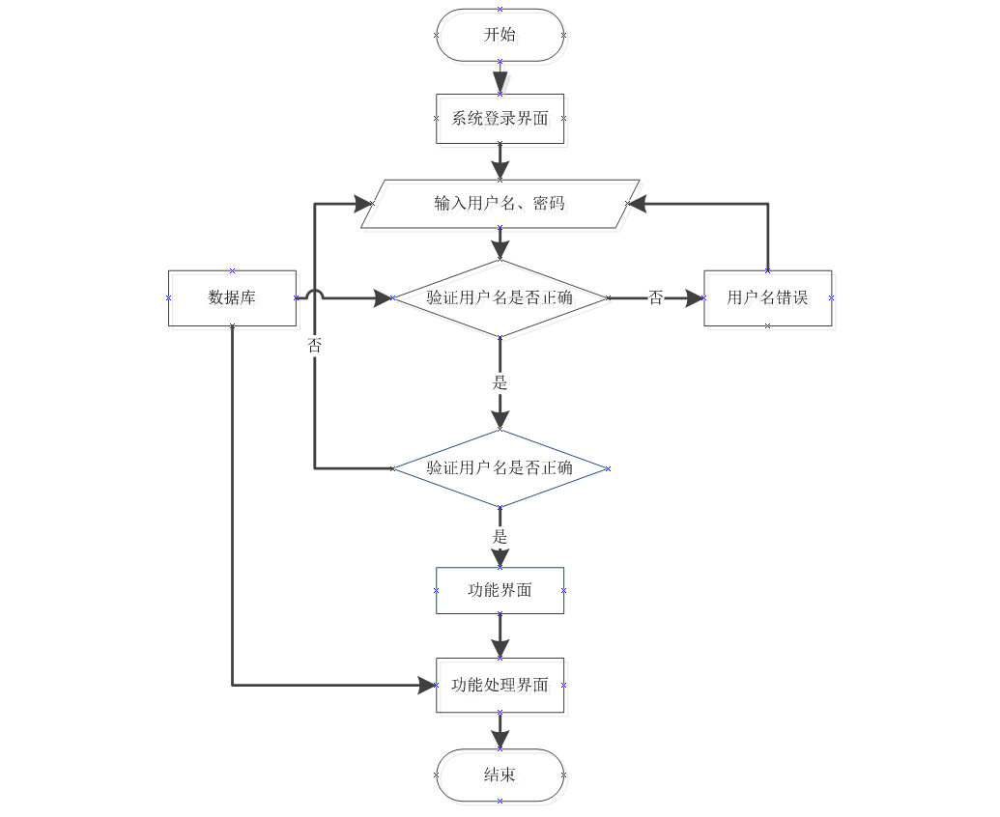 开始
系统登录界面
输入用户名、密码
数据库
验证用户名是否正确
否
用户名错误
否
是
验证用户名是否正确
是
功能界面
功能处理界面
结束